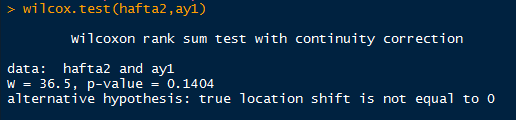 > wilcox.test(hafta2,ay1)
Wilcoxon rank sum test with continuity correction
data:  hafta2 and ay1
W = 36.5, p-value = 0.1404
alternative hypothesis: true location shift is not equal to 0